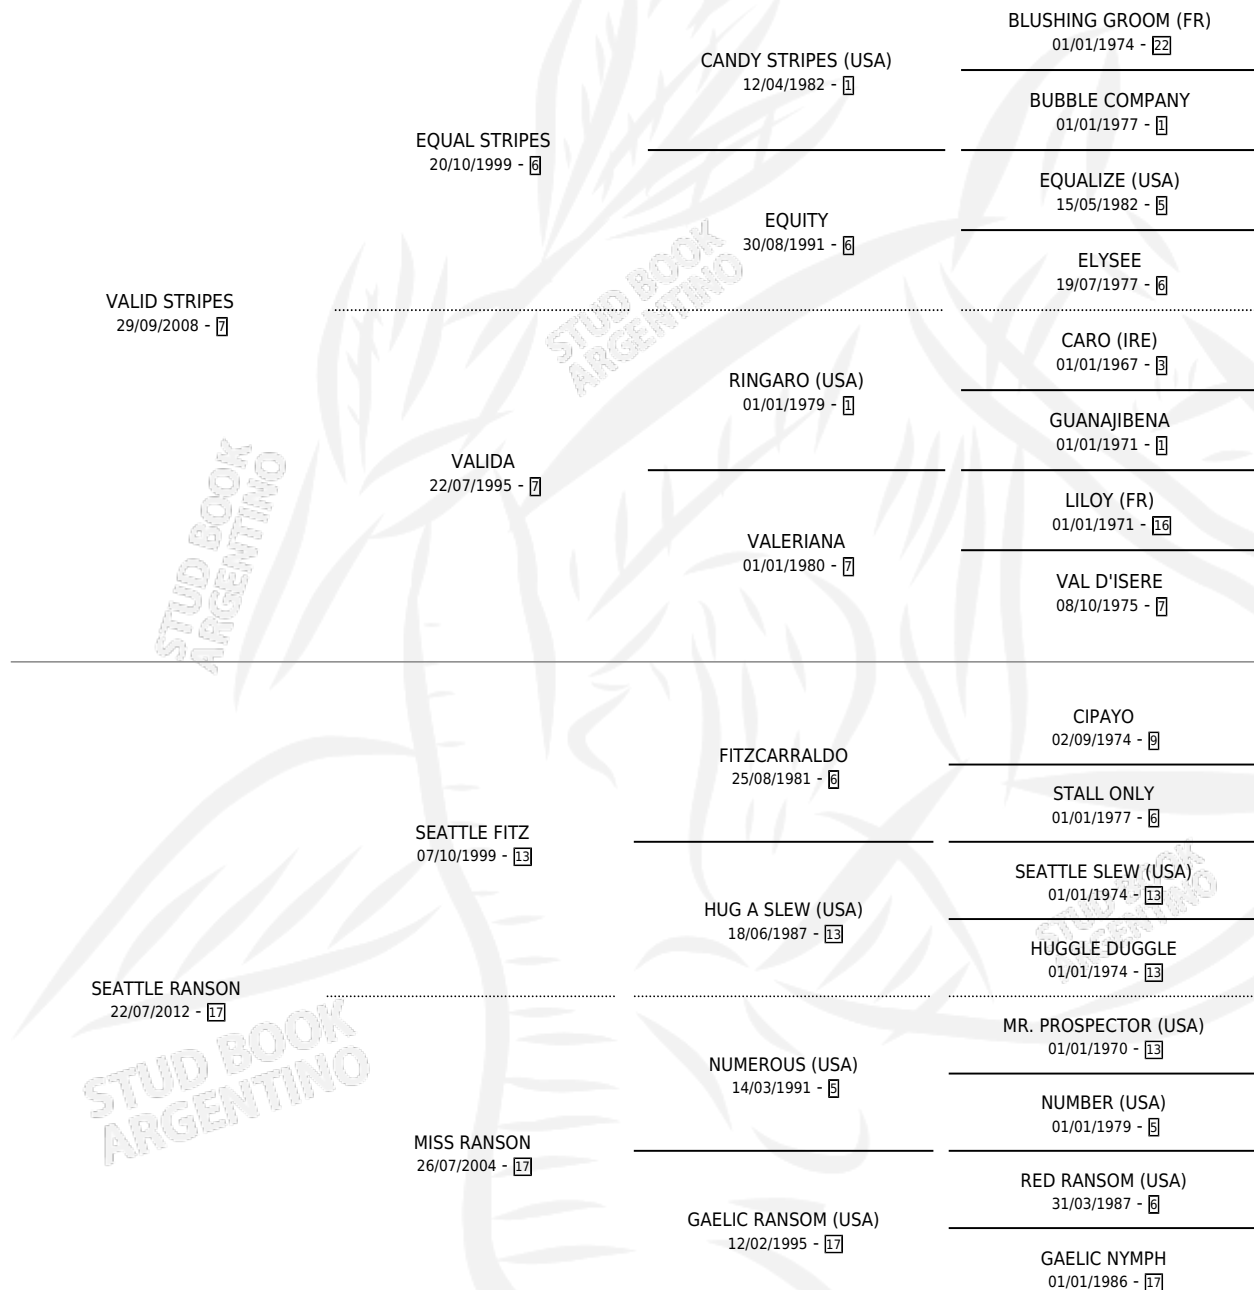 BLUSHING GROOM (FR)
01/01/1974 - 22
CANDY STRIPES (USA)
12/04/1982 - 1
BUBBLE COMPANY
01/01/1977 - 1
EQUAL STRIPES
20/10/1999 - 6
EQUALIZE (USA)
15/05/1982 - 5
EQUITY
30/08/1991 - 6
ELYSEE
19/07/1977 - 6
VALID STRIPES
29/09/2008 - 7
CARO (IRE)
01/01/1967 - 3
RINGARO (USA)
01/01/1979 - 1
GUANAJIBENA
01/01/1971 - 1
VALIDA
22/07/1995 - 7
LILOY (FR)
01/01/1971 - 16
VALERIANA
01/01/1980 - 7
VAL D'ISERE
08/10/1975 - 7
CIPAYO
02/09/1974 - 9
FITZCARRALDO
25/08/1981 - 6
STALL ONLY
01/01/1977 - 6
SEATTLE FITZ
07/10/1999 - 13
SEATTLE SLEW (USA)
01/01/1974 - 13
HUG A SLEW (USA)
18/06/1987 - 13
HUGGLE DUGGLE
01/01/1974 - 13
SEATTLE RANSON
22/07/2012 - 17
MR. PROSPECTOR (USA)
01/01/1970 - 13
NUMEROUS (USA)
14/03/1991 - 5
NUMBER (USA)
01/01/1979 - 5
MISS RANSON
26/07/2004 - 17
RED RANSOM (USA)
31/03/1987 - 6
GAELIC RANSOM (USA)
12/02/1995 - 17
GAELIC NYMPH
01/01/1986 - 17
STUD BOOK
ARGENTINO
STUD BOOK
ARGENTINO
STUD BOOK
ARGENTINO
STUD BOOK
ARGENTINO